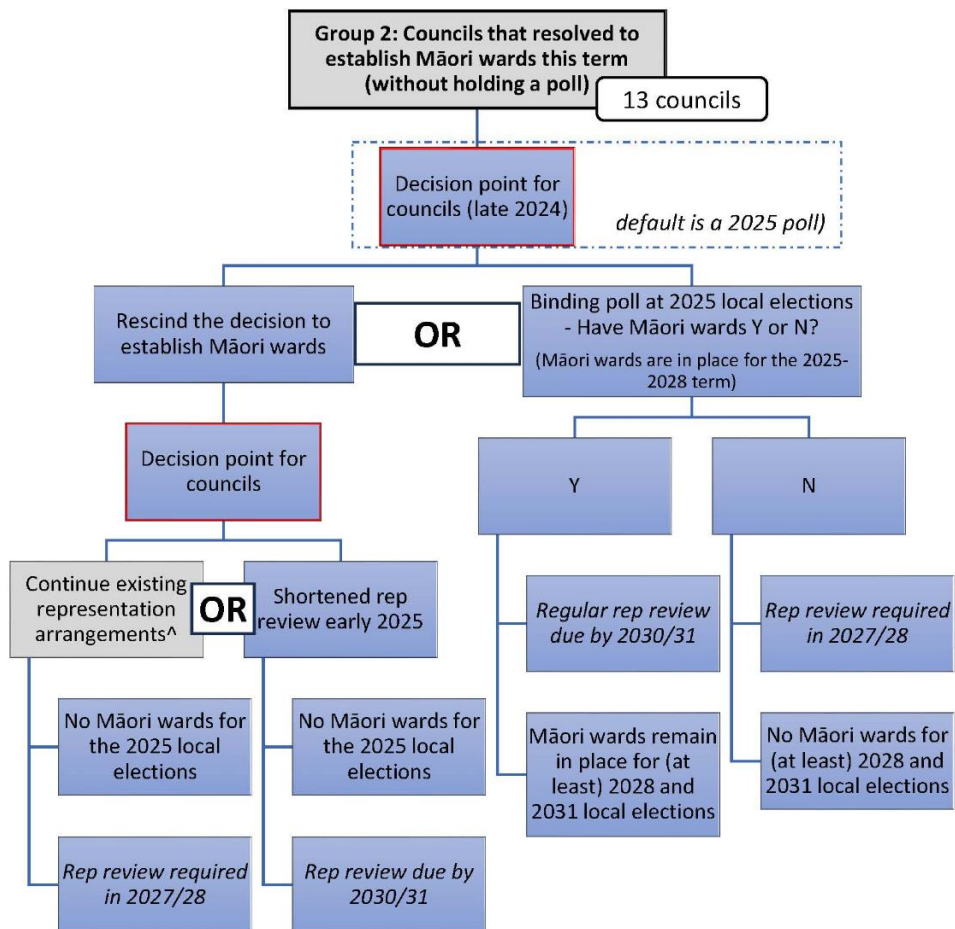 Group 2: Councils that resolved to
establish Māori wards this term
(without holding a poll)
13 councils
Decision point for
councils (late 2024)
default is a 2025 poll)
Rescind the decision to
establish Māori wards
OR
Binding poll at 2025 local elections
- Have Māori wards Y or N?
(Māori wards are in place for the 2025-
2028 term)
Decision point for
councils
Y
N
Continue existing
representation
arrangements^
OR
Shortened rep
review early 2025
Regular rep review
due by 2030/31
Rep review required
in 2027/28
No Māori wards for
the 2025 local
elections
No Māori wards for
the 2025 local
elections
Māori wards remain
in place for (at
least) 2028 and
2031 local elections
No Māori wards for
(at least) 2028 and
2031 local elections
Rep review required
in 2027/28
Rep review due by
2030/31